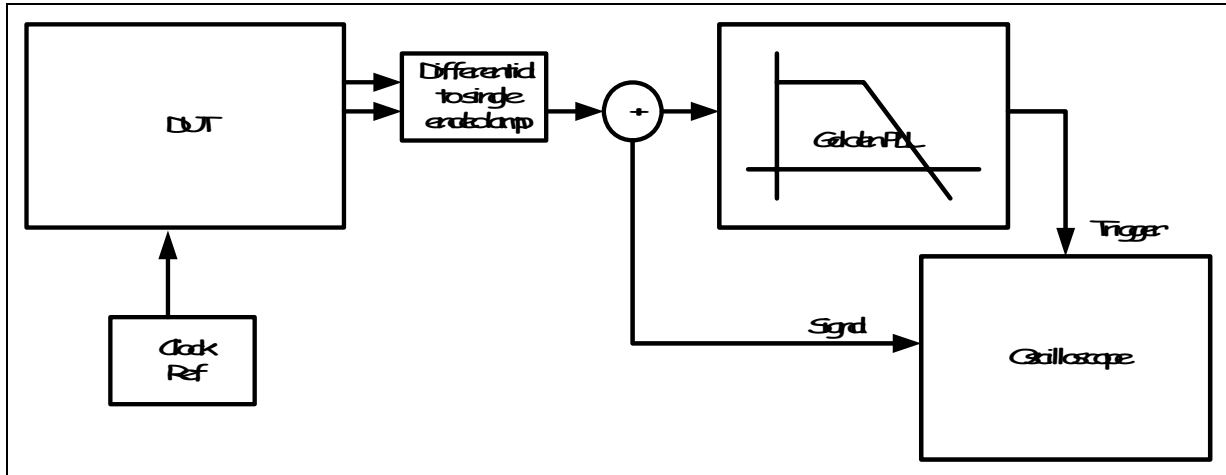 DUT
Differential
to single
ended amp
+
Golden PLL
Trigger
Signal
Clock
Ref
Oscilloscope